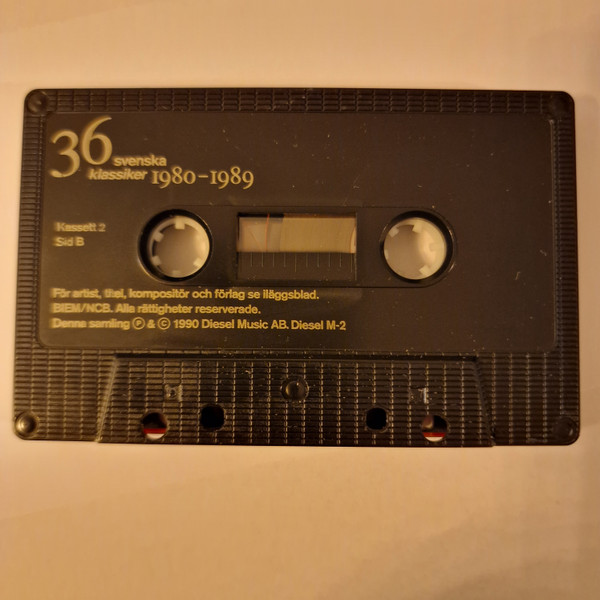 36 svenska
klassiker 1980-1989
Kassett 2
Sid B
För artist, titel, kompositör och förlag se iläggsblad.
BIEM/NCB. Alla rättigheter reserverade.
Denna samling Ⓟ & © 1990 Diesel Music AB. Diesel M-2